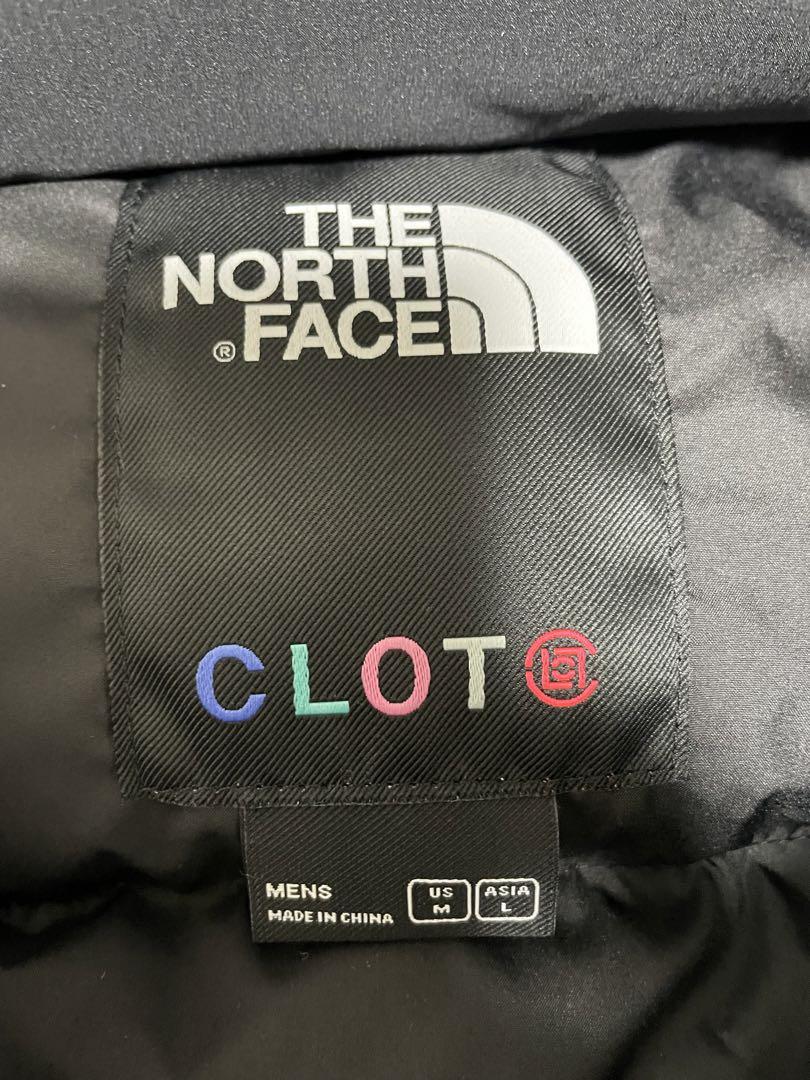 THE
NORTH
® FACE
CLOT
MENS
MADE IN CHINA
US
M
ASIA
L